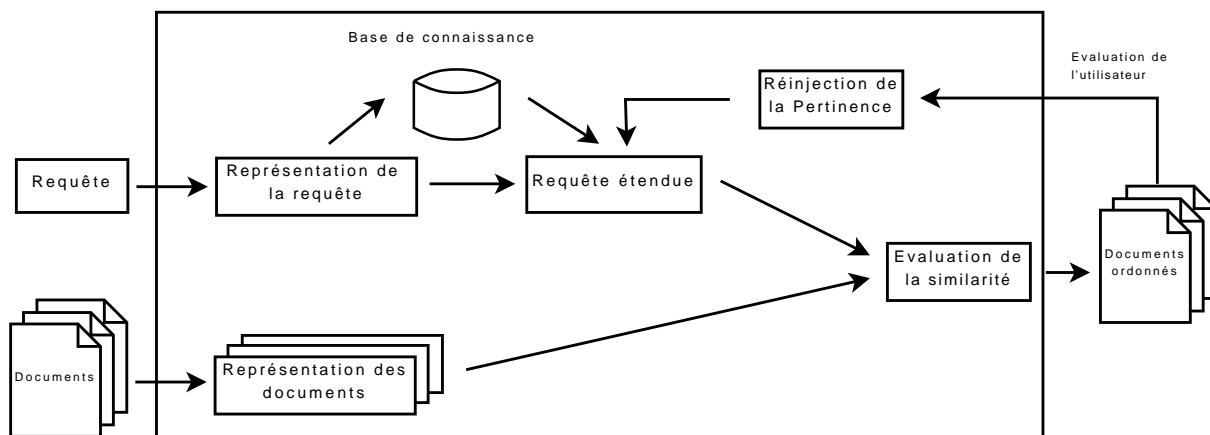 Base de connaissance
Evaluation de
l'utilisateur
Réinjection de
la Pertinence
Requête
Représentation de
la requête
Requête étendue
Evaluation de
la similarité
Documents
ordonnés
Documents
Représentation des
documents